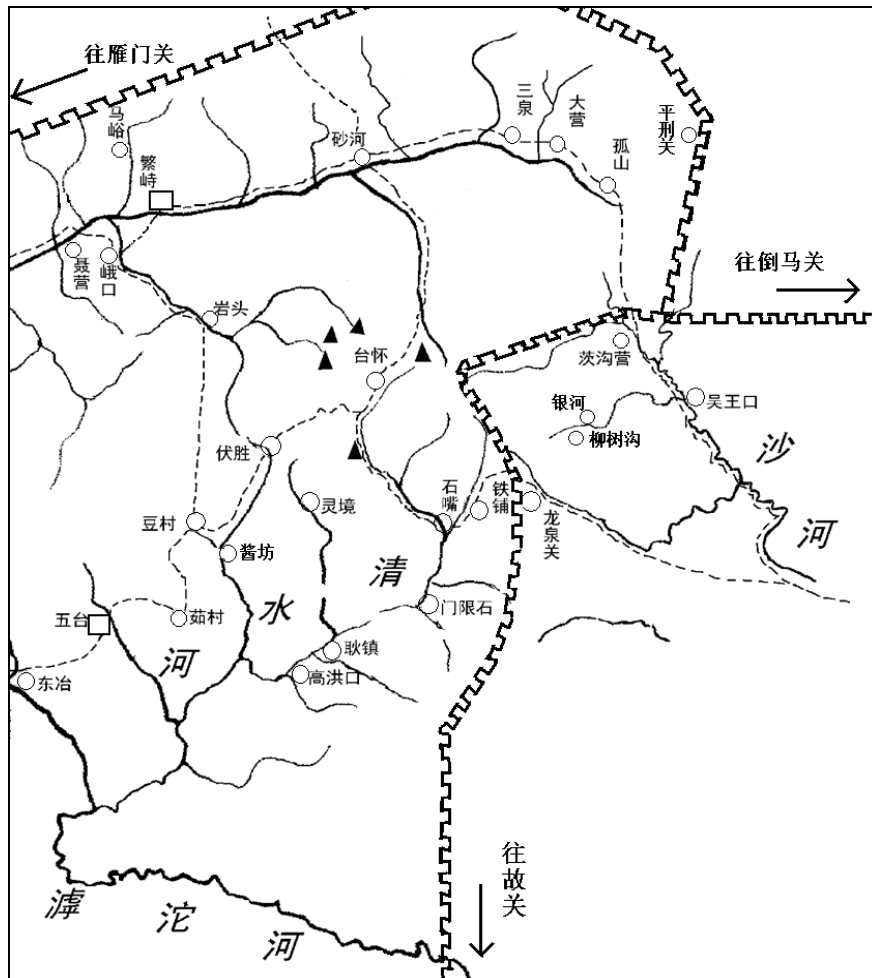 往雁门关
马峪
繁峙
砂河
三泉
大营
孤山
平刑关
聂营
峨口
往倒马关
岩头
台怀
茨沟营
银河
柳树沟
吴王口
沙
河
伏胜
灵境
石嘴
铁铺
龙泉关
豆村
酱坊
清
水
河
五台
茹村
门限石
耿镇
高洪口
东冶
往故关
滹
沱
河